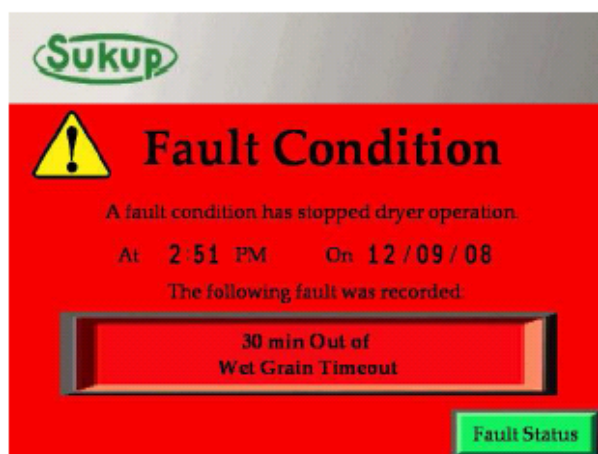 Sukup
Fault Condition
A fault condition has stopped dryer operation.
At 2:51 PM On 12/09/08
The following fault was recorded:
30 min Out of
Wet Grain Timeout
Fault Status